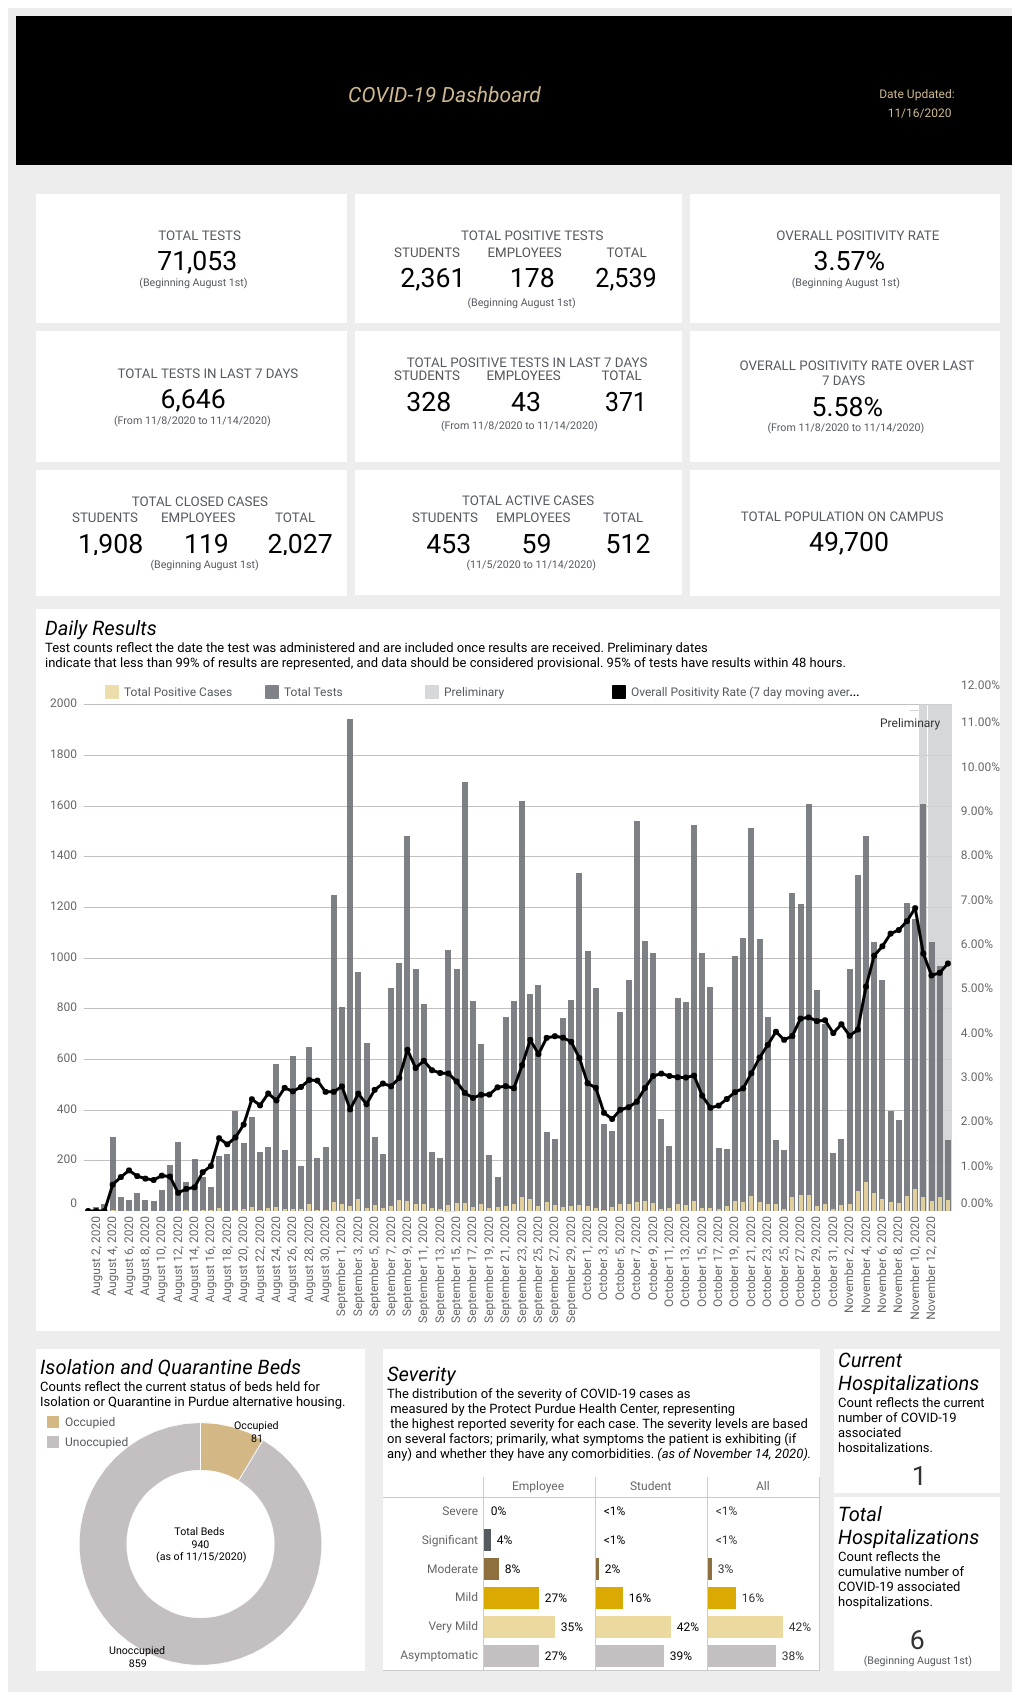 COVID-19 Dashboard
Date Updated:
11/16/2020
TOTAL TESTS
71,053
(Beginning August 1st)
TOTAL POSITIVE TESTS
STUDENTS EMPLOYEES TOTAL
2,361 178 2,539
(Beginning August 1st)
OVERALL POSITIVITY RATE
3.57%
(Beginning August 1st)
TOTAL TESTS IN LAST 7 DAYS
6,646
(From 11/8/2020 to 11/14/2020)
TOTAL POSITIVE TESTS IN LAST 7 DAYS
STUDENTS EMPLOYEES TOTAL
328 43 371
(From 11/8/2020 to 11/14/2020)
OVERALL POSITIVITY RATE OVER LAST
7 DAYS
5.58%
(From 11/8/2020 to 11/14/2020)
TOTAL CLOSED CASES
STUDENTS EMPLOYEES TOTAL
1,908 119 2,027
(Beginning August 1st)
TOTAL ACTIVE CASES
STUDENTS EMPLOYEES TOTAL
453 59 512
(11/5/2020 to 11/14/2020)
TOTAL POPULATION ON CAMPUS
49,700
Daily Results
Test counts reflect the date the test was administered and are included once results are received. Preliminary dates
indicate that less than 99% of results are represented, and data should be considered provisional. 95% of tests have results within 48 hours.
Total Positive Cases Total Tests Preliminary Overall Positivity Rate (7 day moving aver...
2000
1800
1600
1400
1200
1000
800
600
400
200
0
Preliminary
12.00%
11.00%
10.00%
9.00%
8.00%
7.00%
6.00%
5.00%
4.00%
3.00%
2.00%
1.00%
0.00%
August 2, 2020
August 4, 2020
August 6, 2020
August 8, 2020
August 10, 2020
August 12, 2020
August 14, 2020
August 16, 2020
August 18, 2020
August 20, 2020
August 22, 2020
August 24, 2020
August 26, 2020
August 28, 2020
August 30, 2020
September 1, 2020
September 3, 2020
September 5, 2020
September 7, 2020
September 9, 2020
September 11, 2020
September 13, 2020
September 15, 2020
September 17, 2020
September 19, 2020
September 21, 2020
September 23, 2020
September 25, 2020
September 27, 2020
September 29, 2020
October 1, 2020
October 3, 2020
October 5, 2020
October 7, 2020
October 9, 2020
October 11, 2020
October 13, 2020
October 15, 2020
October 17, 2020
October 19, 2020
October 21, 2020
October 23, 2020
October 25, 2020
October 27, 2020
October 29, 2020
October 31, 2020
November 2, 2020
November 4, 2020
November 6, 2020
November 8, 2020
November 10, 2020
November 12, 2020
Isolation and Quarantine Beds
Counts reflect the current status of beds held for
Isolation or Quarantine in Purdue alternative housing.
Occupied
Unoccupied
Occupied
81
Total Beds
940
(as of 11/15/2020)
Unoccupied
859
Severity
The distribution of the severity of COVID-19 cases as
measured by the Protect Purdue Health Center, representing
the highest reported severity for each case. The severity levels are based
on several factors; primarily, what symptoms the patient is exhibiting (if
any) and whether they have any comorbidities. (as of November 14, 2020).
Employee Student All
Severe 0% <1% <1%
Significant 4% <1% <1%
Moderate 8% 2% 3%
Mild 27% 16% 16%
Very Mild 35% 42% 42%
Asymptomatic 27% 39% 38%
Current
Hospitalizations
Count reflects the current
number of COVID-19
associated
hospitalizations.
1
Total
Hospitalizations
Count reflects the
cumulative number of
COVID-19 associated
hospitalizations.
6
(Beginning August 1st)